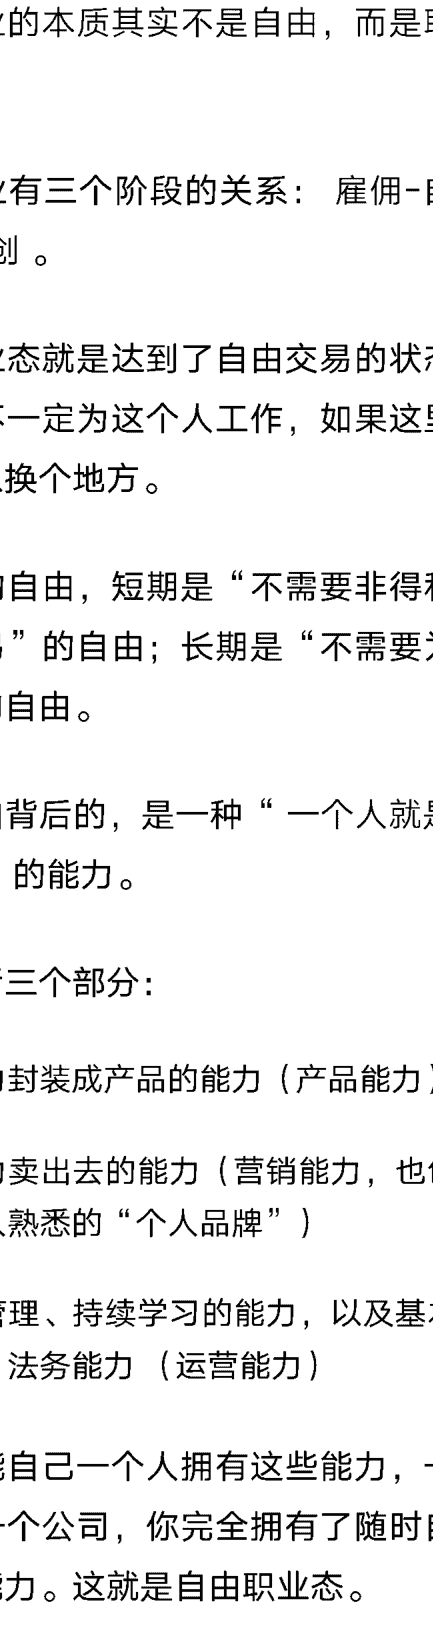 的本质其实不是自由，而是
有三个阶段的关系： 雇佣-
创 。
态就是达到了自由交易的状
一定为这个人工作，如果这
换个地方。
自由，短期是“不需要非得
”的自由；长期是“不需要
自由。
背后的，是一种“ 一个人就是
的能力。
三个部分：
封装成产品的能力（产品能力）
卖出去的能力（营销能力，也
熟悉的“个人品牌”）
管理、持续学习的能力，以及基
法务能力 （运营能力）
自己一个人拥有这些能力，
一个公司，你完全拥有了随时
能力。这就是自由职业态。